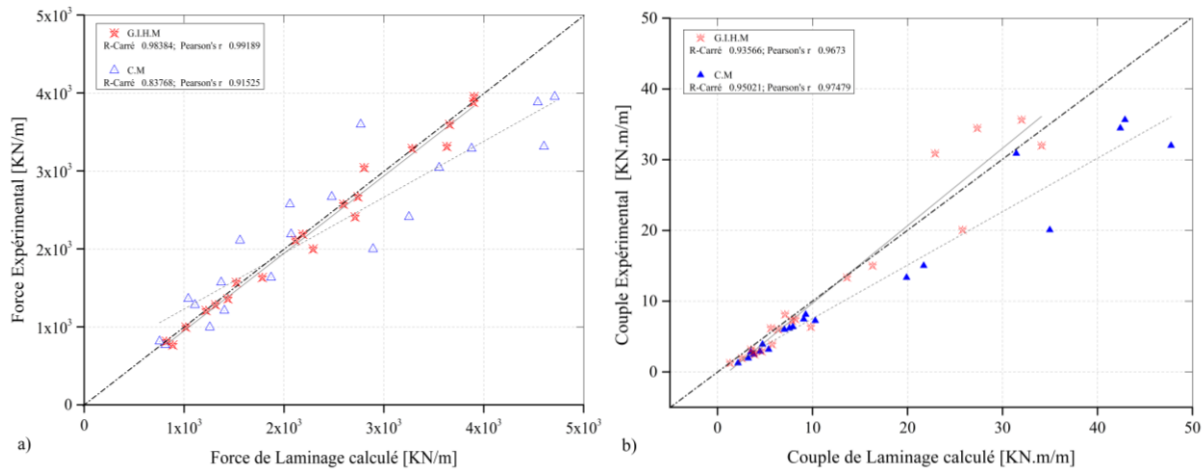 5x10³
4x10³
3x10³
2x10³
1x10³
0
Force Expérimental [KN/m]
G.I.H.M
R-Carré 0.98384; Pearson's r 0.99189
C.M
R-Carré 0.83768; Pearson's r 0.91525
0 1x10³ 2x10³ 3x10³ 4x10³ 5x10³
a) Force de Laminage calculé [KN/m]
50
40
30
20
10
0
Couple Expérimental [KN.m/m]
G.I.H.M
R-Carré 0.93566; Pearson's r 0.9673
C.M
R-Carré 0.95021; Pearson's r 0.97479
0 10 20 30 40 50
b) Couple de Laminage calculé [KN.m/m]